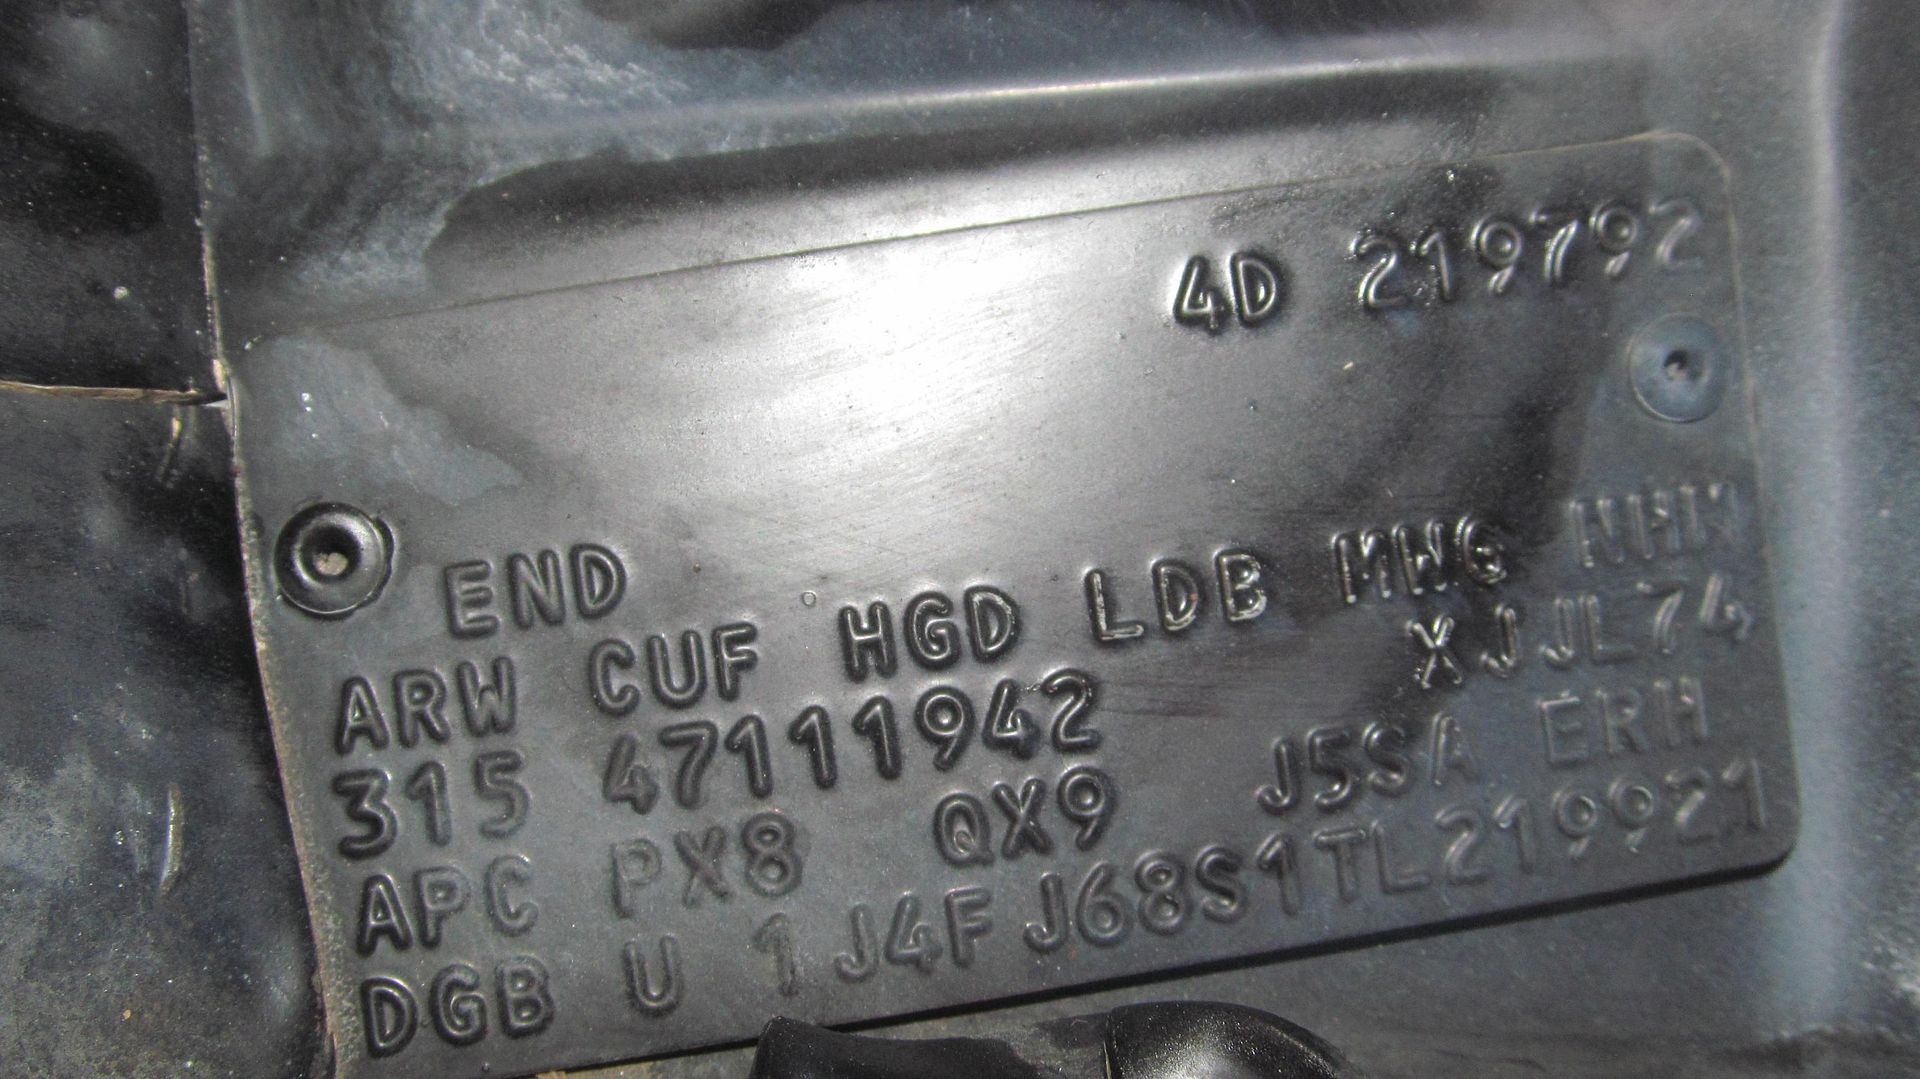 4D 219792
END
ARW CUF HGD LDB MWG NHM
315 47111942 XJJL74
APC PX8 QX9 J5SA ERH
DGB U 1J4FJ68S1TL219921